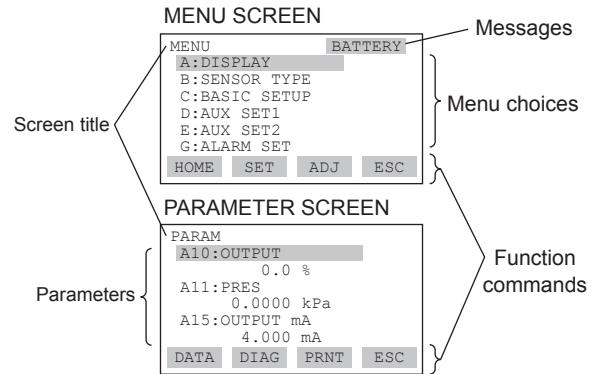 MENU SCREEN
Messages
MENU BATTERY
A:DISPLAY
B:SENSOR TYPE
C:BASIC SETUP
D:AUX SET1
E:AUX SET2
G:ALARM SET
Menu choices
Screen title
HOME SET ADJ ESC
PARAMETER SCREEN
PARAM
A10:OUTPUT
0.0 %
A11:PRES
0.0000 kPa
A15:OUTPUT mA
4.000 mA
Parameters
Function
commands
DATA DIAG PRNT ESC